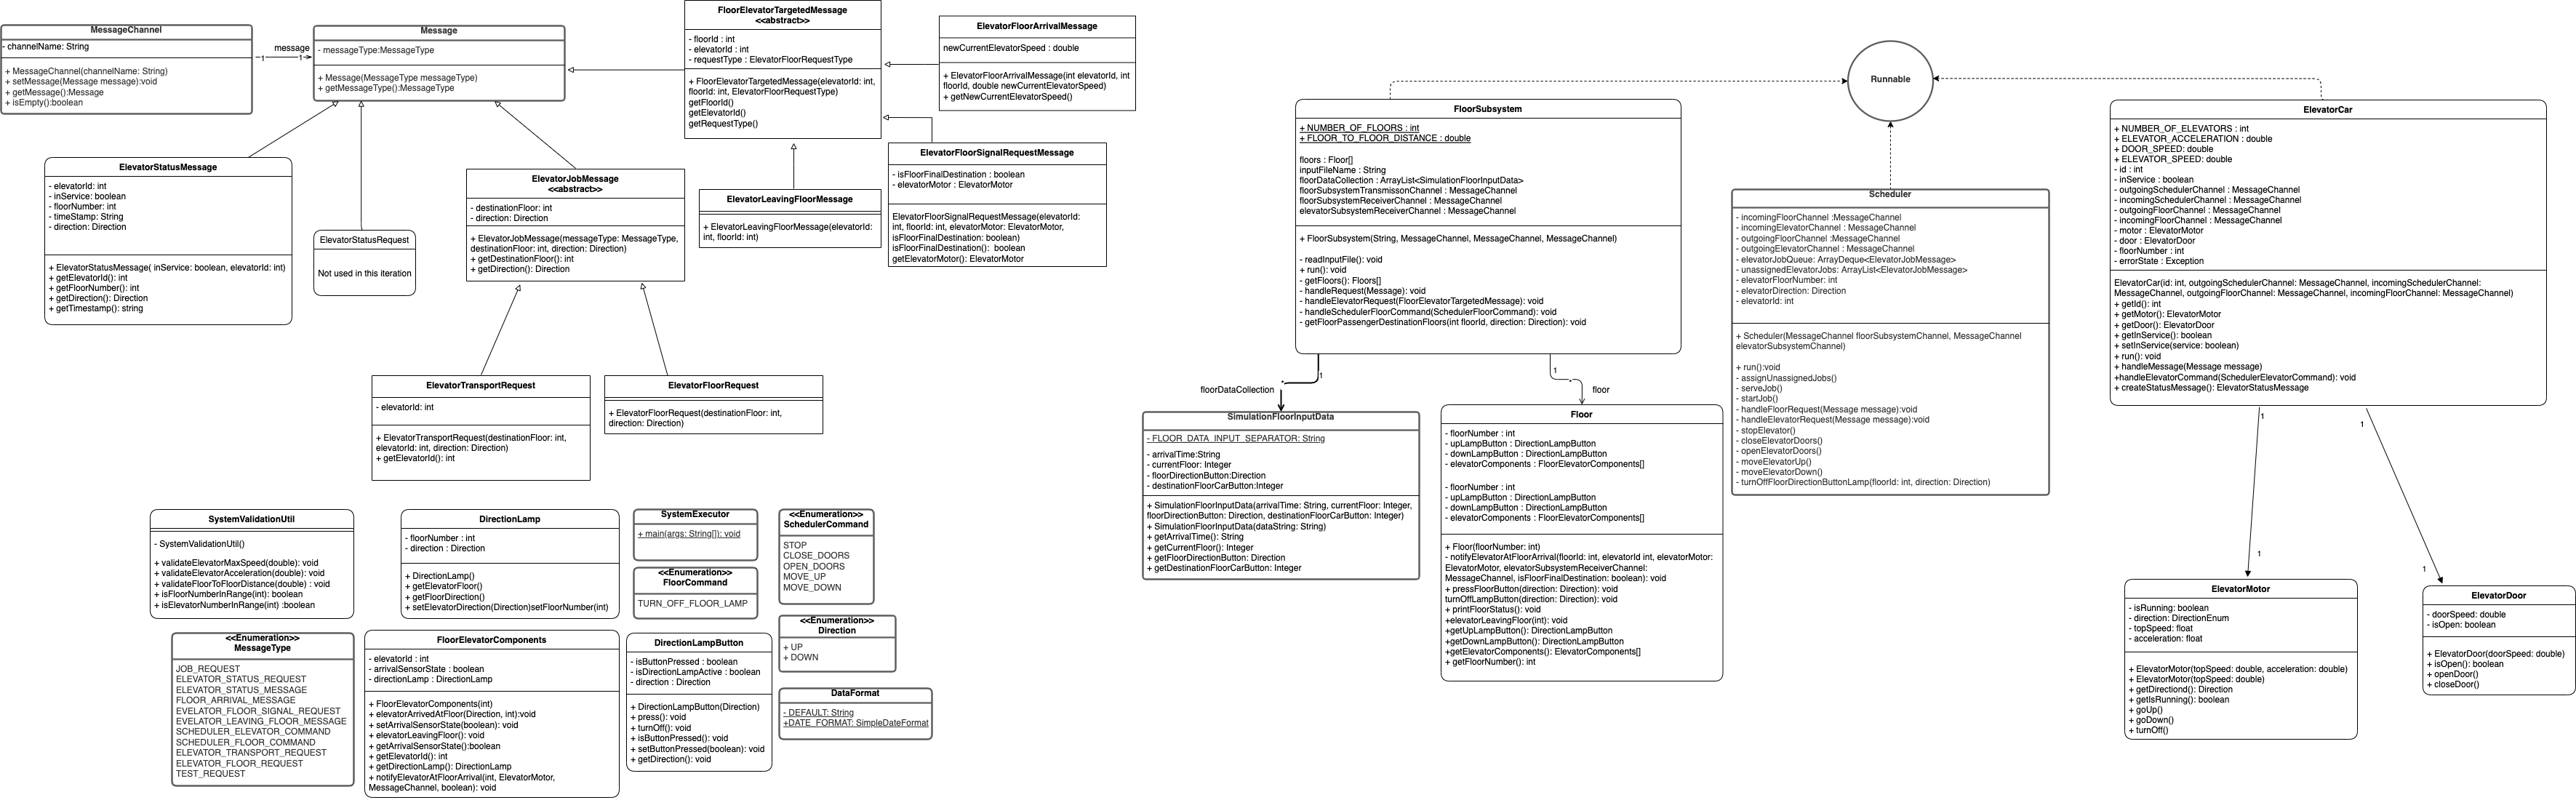 MessageChannel
- channelName: String
+ MessageChannel(channelName: String)
+ setMessage(Message message):void
+ getMessage():Message
+ isEmpty():boolean
message
1
1
Message
- messageType:MessageType
+ Message(MessageType messageType)
+ getMessageType():MessageType
FloorElevatorTargetedMessage
<<abstract>>
- floorId : int
- elevatorId : int
- requestType : ElevatorFloorRequestType
+ FloorElevatorTargetedMessage(elevatorId: int,
floorId: int, ElevatorFloorRequestType)
getFloorId()
getElevatorId()
getRequestType()
ElevatorFloorArrivalMessage
newCurrentElevatorSpeed : double
+ ElevatorFloorArrivalMessage(int elevatorId, int
floorId, double newCurrentElevatorSpeed)
+ getNewCurrentElevatorSpeed()
ElevatorStatusMessage
- elevatorId: int
- inService: boolean
- floorNumber: int
- timeStamp: String
- direction: Direction
+ ElevatorStatusMessage( inService: boolean, elevatorId: int)
+ getElevatorId(): int
+ getFloorNumber(): int
+ getDirection(): Direction
+ getTimestamp(): string
ElevatorStatusRequest
Not used in this iteration
ElevatorJobMessage
<<abstract>>
- destinationFloor: int
- direction: Direction
+ ElevatorJobMessage(messageType: MessageType,
destinationFloor: int, direction: Direction)
+ getDestinationFloor(): int
+ getDirection(): Direction
ElevatorLeavingFloorMessage
+ ElevatorLeavingFloorMessage(elevatorId:
int, floorId: int)
ElevatorFloorSignalRequestMessage
- isFloorFinalDestination : boolean
- elevatorMotor : ElevatorMotor
ElevatorFloorSignalRequestMessage(elevatorId:
int, floorId: int, elevatorMotor: ElevatorMotor,
isFloorFinalDestination: boolean)
isFloorFinalDestination(): boolean
getElevatorMotor(): ElevatorMotor
ElevatorTransportRequest
- elevatorId: int
+ ElevatorTransportRequest(destinationFloor: int,
elevatorId: int, direction: Direction)
+ getElevatorId(): int
ElevatorFloorRequest
+ ElevatorFloorRequest(destinationFloor: int,
direction: Direction)
SystemValidationUtil
- SystemValidationUtil()
+ validateElevatorMaxSpeed(double): void
+ validateElevatorAcceleration(double): void
+ validateFloorToFloorDistance(double) : void
+ isFloorNumberInRange(int): boolean
+ isElevatorNumberInRange(int) :boolean
DirectionLamp
- floorNumber : int
- direction : Direction
+ DirectionLamp()
+ getElevatorFloor()
+ getFloorDirection()
+ setElevatorDirection(Direction)setFloorNumber(int)
SystemExecutor
+ main(args: String[]): void
<<Enumeration>>
FloorCommand
TURN_OFF_FLOOR_LAMP
<<Enumeration>>
SchedulerCommand
STOP
CLOSE_DOORS
OPEN_DOORS
MOVE_UP
MOVE_DOWN
<<Enumeration>>
MessageType
JOB_REQUEST
ELEVATOR_STATUS_REQUEST
ELEVATOR_STATUS_MESSAGE
FLOOR_ARRIVAL_MESSAGE
EVELATOR_FLOOR_SIGNAL_REQUEST
EVELATOR_LEAVING_FLOOR_MESSAGE
SCHEDULER_ELEVATOR_COMMAND
SCHEDULER_FLOOR_COMMAND
ELEVATOR_TRANSPORT_REQUEST
ELEVATOR_FLOOR_REQUEST
TEST_REQUEST
FloorElevatorComponents
- elevatorId : int
- arrivalSensorState : boolean
- directionLamp : DirectionLamp
+ FloorElevatorComponents(int)
+ elevatorArrivedAtFloor(Direction, int):void
+ setArrivalSensorState(boolean): void
+ elevatorLeavingFloor(): void
+ getArrivalSensorState():boolean
+ getElevatorId(): int
+ getDirectionLamp(): DirectionLamp
+ notifyElevatorAtFloorArrival(int, ElevatorMotor,
MessageChannel, boolean): void
DirectionLampButton
- isButtonPressed : boolean
- isDirectionLampActive : boolean
- direction : Direction
+ DirectionLampButton(Direction)
+ press(): void
+ turnOff(): void
+ isButtonPressed(): void
+ setButtonPressed(boolean): void
+ getDirection(): void
<<Enumeration>>
Direction
+ UP
+ DOWN
DataFormat
- DEFAULT: String
+DATE_FORMAT: SimpleDateFormat
Runnable
FloorSubsystem
+ NUMBER_OF_FLOORS : int
+ FLOOR_TO_FLOOR_DISTANCE : double
floors : Floor[]
inputFileName : String
floorDataCollection : ArrayList<SimulationFloorInputData>
floorSubsystemTransmissonChannel : MessageChannel
floorSubsystemReceiverChannel : MessageChannel
elevatorSubsystemReceiverChannel : MessageChannel
+ FloorSubsystem(String, MessageChannel, MessageChannel, MessageChannel)
- readInputFile(): void
+ run(): void
- getFloors(): Floors[]
- handleRequest(Message): void
- handleElevatorRequest(FloorElevatorTargetedMessage): void
- handleSchedulerFloorCommand(SchedulerFloorCommand): void
- getFloorPassengerDestinationFloors(int floorId, direction: Direction): void
1
*
floorDataCollection
1
*
floor
SimulationFloorInputData
- FLOOR_DATA_INPUT_SEPARATOR: String
- arrivalTime:String
- currentFloor: Integer
- floorDirectionButton:Direction
- destinationFloorCarButton:Integer
+ SimulationFloorInputData(arrivalTime: String, currentFloor: Integer,
floorDirectionButton: Direction, destinationFloorCarButton: Integer)
+ SimulationFloorInputData(dataString: String)
+ getArrivalTime(): String
+ getCurrentFloor(): Integer
+ getFloorDirectionButton: Direction
+ getDestinationFloorCarButton: Integer
Floor
- floorNumber : int
- upLampButton : DirectionLampButton
- downLampButton : DirectionLampButton
- elevatorComponents : FloorElevatorComponents[]
- floorNumber : int
- upLampButton : DirectionLampButton
- downLampButton : DirectionLampButton
- elevatorComponents : FloorElevatorComponents[]
+ Floor(floorNumber: int)
- notifyElevatorAtFloorArrival(floorId: int, elevatorId int, elevatorMotor:
ElevatorMotor, elevatorSubsystemReceiverChannel:
MessageChannel, isFloorFinalDestination: boolean): void
+ pressFloorButton(direction: Direction): void
turnOffLampButton(direction: Direction): void
+ printFloorStatus(): void
+elevatorLeavingFloor(int): void
+getUpLampButton(): DirectionLampButton
+getDownLampButton(): DirectionLampButton
+getElevatorComponents(): ElevatorComponents[]
+ getFloorNumber(): int
Scheduler
- incomingFloorChannel :MessageChannel
- incomingElevatorChannel : MessageChannel
- outgoingFloorChannel :MessageChannel
- outgoingElevatorChannel : MessageChannel
- elevatorJobQueue: ArrayDeque<ElevatorJobMessage>
- unassignedElevatorJobs: ArrayList<ElevatorJobMessage>
- elevatorFloorNumber: int
- elevatorDirection: Direction
- elevatorId: int
+ Scheduler(MessageChannel floorSubsystemChannel, MessageChannel
elevatorSubsystemChannel)
+ run():void
- assignUnassignedJobs()
- serveJob()
- startJob()
- handleFloorRequest(Message message):void
- handleElevatorRequest(Message message):void
- stopElevator()
- closeElevatorDoors()
- openElevatorDoors()
- moveElevatorUp()
- moveElevatorDown()
- turnOffFloorDirectionButtonLamp(floorId: int, direction: Direction)
ElevatorCar
+ NUMBER_OF_ELEVATORS : int
+ ELEVATOR_ACCELERATION : double
+ DOOR_SPEED: double
+ ELEVATOR_SPEED: double
- id : int
- inService : boolean
- outgoingSchedulerChannel : MessageChannel
- incomingSchedulerChannel : MessageChannel
- outgoingFloorChannel : MessageChannel
- incomingFloorChannel : MessageChannel
- motor : ElevatorMotor
- door : ElevatorDoor
- floorNumber : int
- errorState : Exception
ElevatorCar(id: int, outgoingSchedulerChannel: MessageChannel, incomingSchedulerChannel:
MessageChannel, outgoingFloorChannel: MessageChannel, incomingFloorChannel: MessageChannel)
+ getId(): int
+ getMotor(): ElevatorMotor
+ getDoor(): ElevatorDoor
+ getInService(): boolean
+ setInService(service: boolean)
+ run(): void
+ handleMessage(Message message)
+handleElevatorCommand(SchedulerElevatorCommand): void
+ createStatusMessage(): ElevatorStatusMessage
1
1
1
1
ElevatorMotor
- isRunning: boolean
- direction: DirectionEnum
- topSpeed: float
- acceleration: float
+ ElevatorMotor(topSpeed: double, acceleration: double)
+ ElevatorMotor(topSpeed: double)
+ getDirectiond(): Direction
+ getIsRunning(): boolean
+ goUp()
+ goDown()
+ turnOff()
ElevatorDoor
- doorSpeed: double
- isOpen: boolean
+ ElevatorDoor(doorSpeed: double)
+ isOpen(): boolean
+ openDoor()
+ closeDoor()